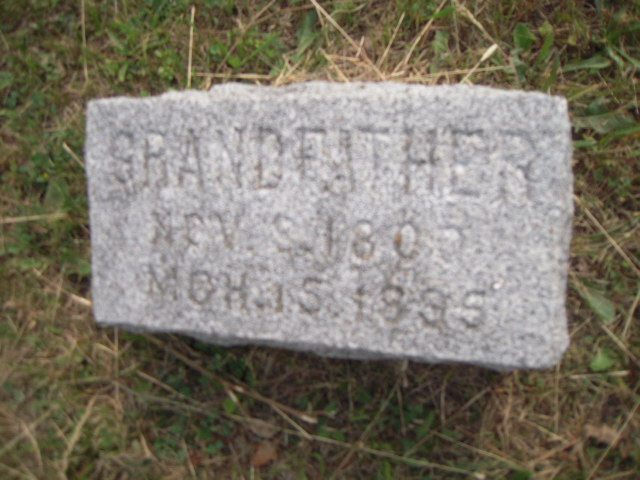 GRANDFATHER
NOV.
MCH. 15. 1895